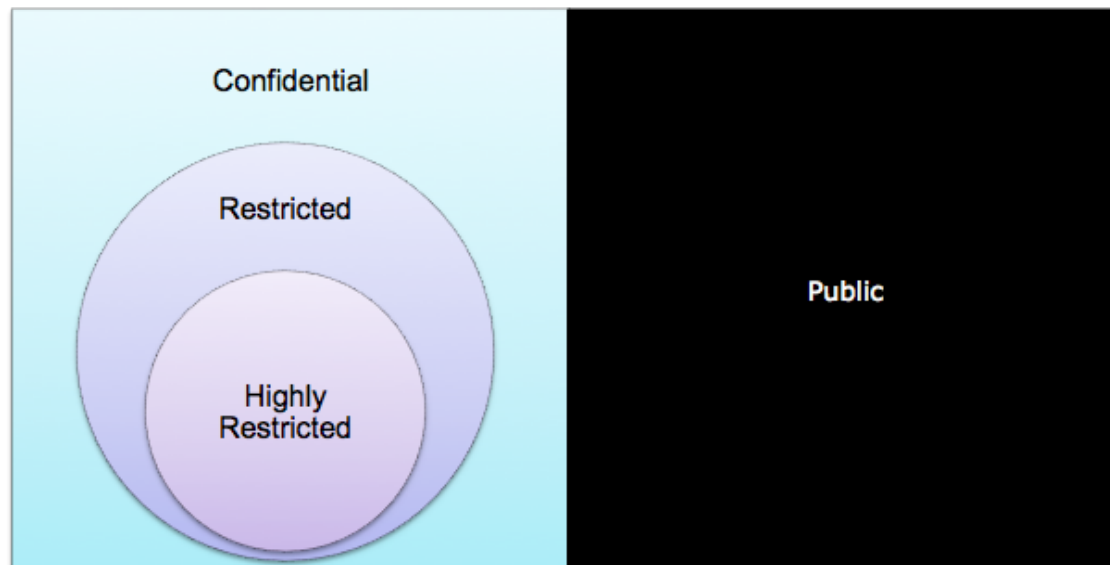 Confidential
Restricted
Highly
Restricted
Public